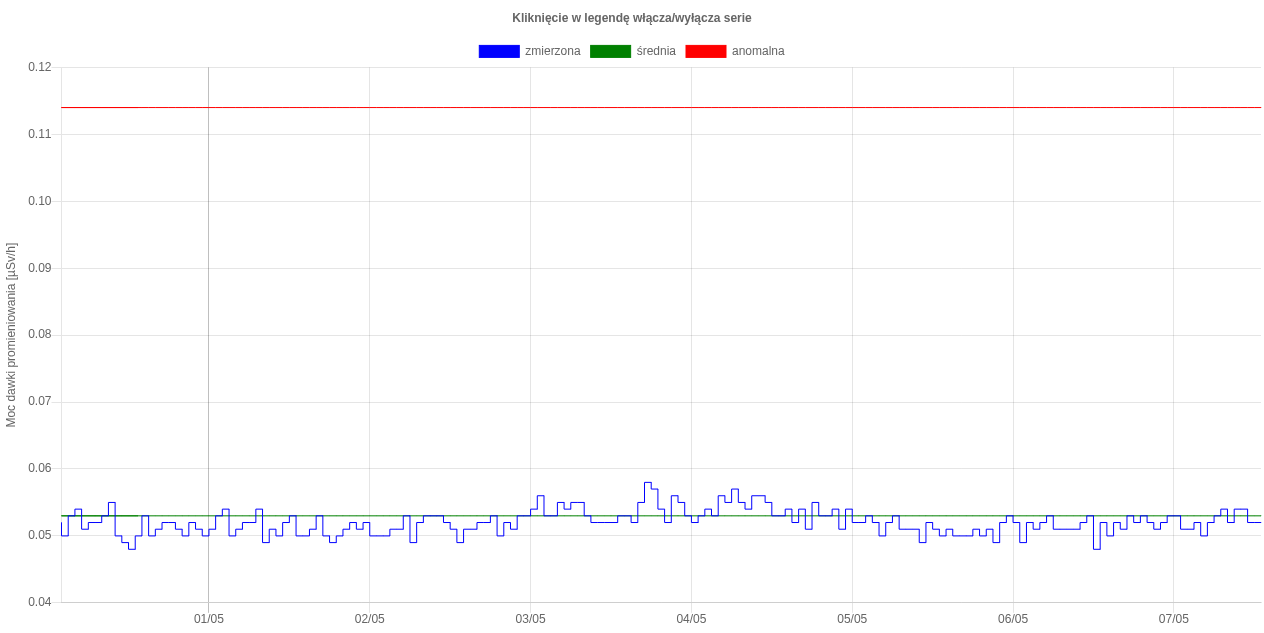 Kliknięcie w legendę włącza/wyłącza serie
zmierzona średnia anomalna
Moc dawki promieniowania [µSv/h]
0.12
0.11
0.10
0.09
0.08
0.07
0.06
0.05
0.04
01/05 02/05 03/05 04/05 05/05 06/05 07/05